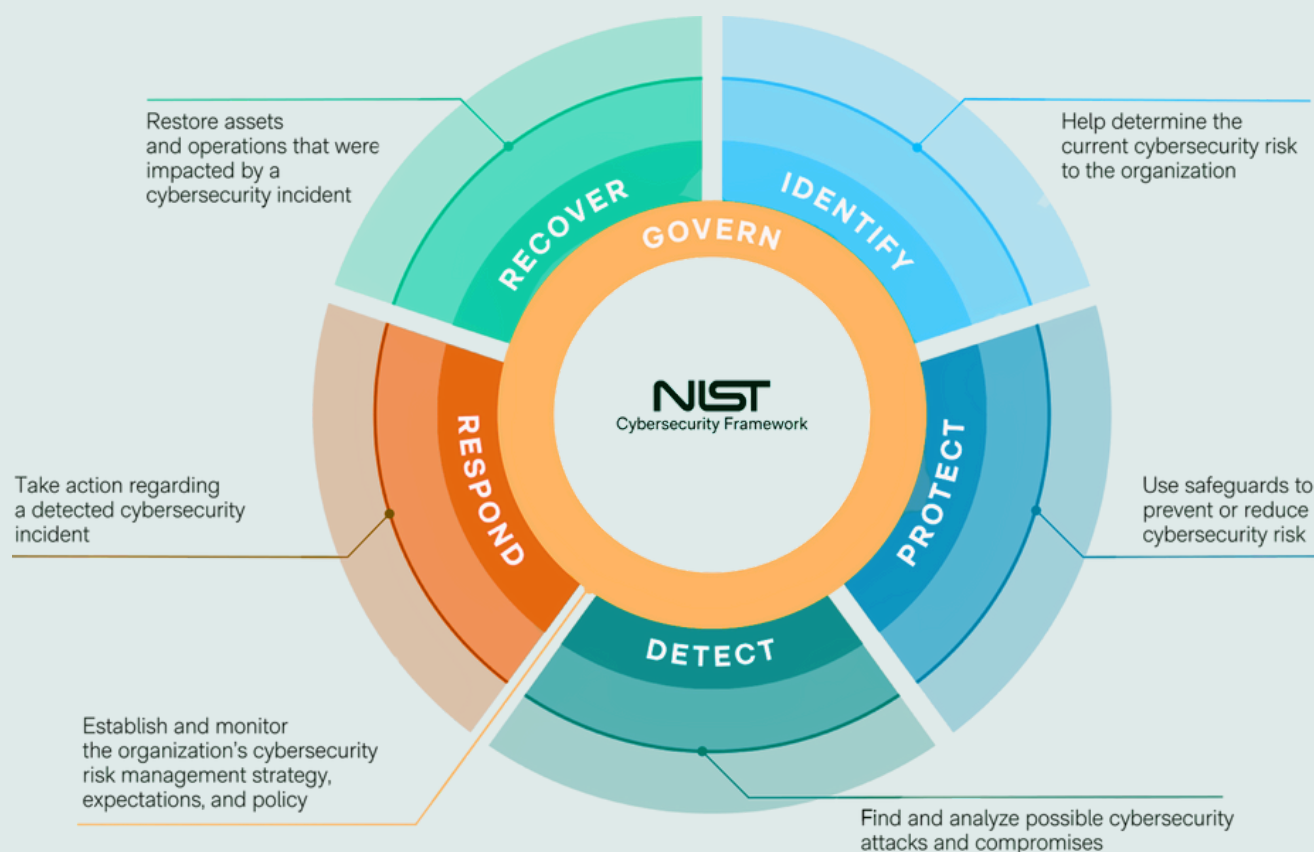 Restore assets
and operations that were
impacted by a
cybersecurity incident
Help determine the
current cybersecurity risk
to the organization
RECOVER
GOVERN
IDENTIFY
NIST
Cybersecurity Framework
RESPOND
PROTECT
DETECT
Take action regarding
a detected cybersecurity
incident
Use safeguards to
prevent or reduce
cybersecurity risk
Establish and monitor
the organization's cybersecurity
risk management strategy,
expectations, and policy
Find and analyze possible cybersecurity
attacks and compromises